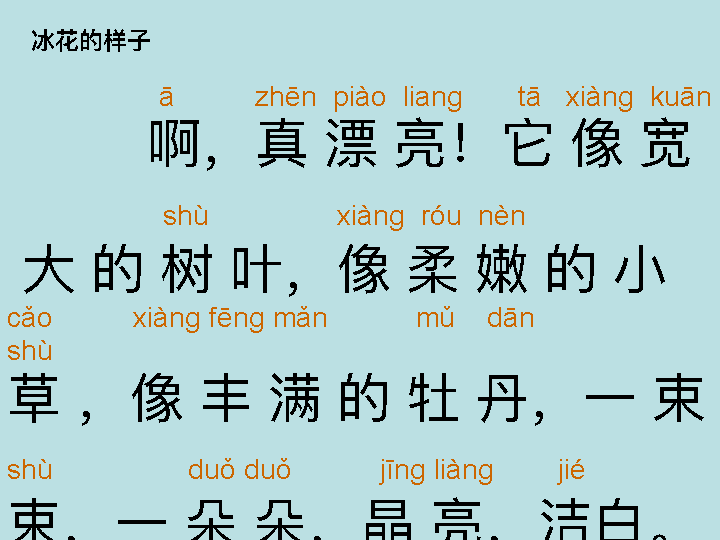 冰花的样子
ā zhēn piào liang tā xiàng kuān
啊，真漂亮！它像宽
shù xiàng róu nèn
大的树叶，像柔嫩的小
cǎo xiàng fēng mǎn mǔ dān
shù
草，像丰满的牡丹，一束
shù duǒ duǒ jīng liàng jié
束，一朵朵，晶亮，洁白。